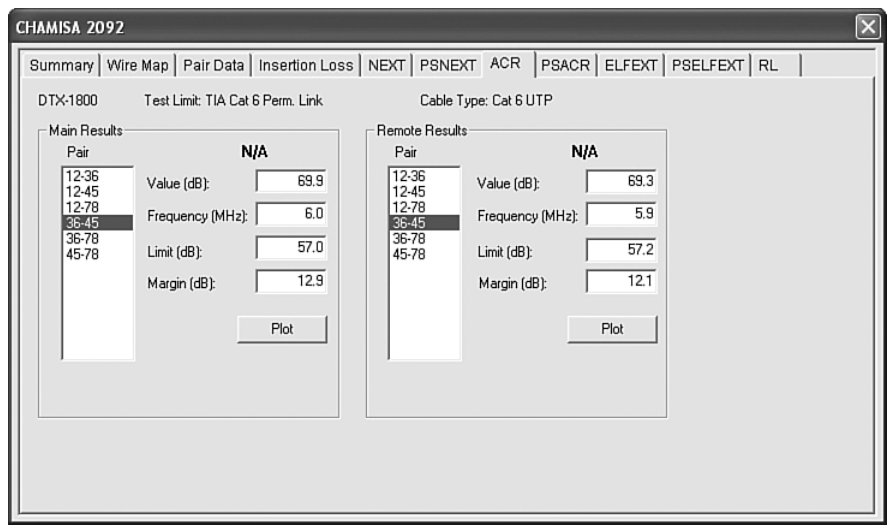 CHAMISA 2092
Summary Wire Map Pair Data Insertion Loss NEXT PSNEXT ACR PSACR ELFEXT PSELFEXT RL
DTX-1800 Test Limit: TIA Cat 6 Perm. Link Cable Type: Cat 6 UTP
Main Results
Pair N/A
12-36
12-45
12-78
36-45
36-78
45-78
Value (dB): 69.9
Frequency (MHz): 6.0
Limit (dB): 57.0
Margin (dB): 12.9
Plot
Remote Results
Pair N/A
12-36
12-45
12-78
36-45
36-78
45-78
Value (dB): 69.3
Frequency (MHz): 5.9
Limit (dB): 57.2
Margin (dB): 12.1
Plot